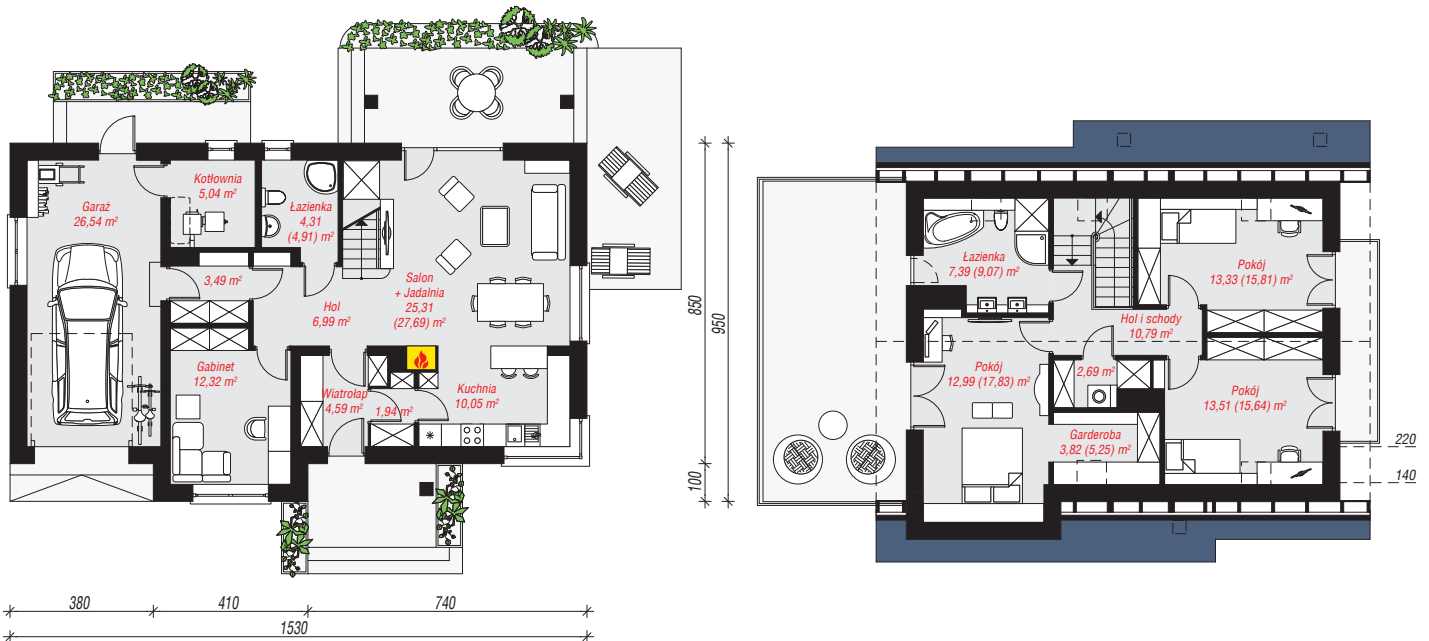 Garaż
26,54 m²
Kotłownia
5,04 m²
Łazienka
4,31
(4,91) m²
3,49 m²
Hol
6,99 m²
Salon
+ Jadalnia
25,31
(27,69) m²
Gabinet
12,32 m²
Wiatrołap
4,59 m²
1,94 m²
Kuchnia
10,05 m²
380
410
740
1530
850
950
100
Łazienka
7,39 (9,07) m²
Pokój
13,33 (15,81) m²
Hol i schody
10,79 m²
Pokój
12,99 (17,83) m²
2,69 m²
Pokój
13,51 (15,64) m²
Garderoba
3,82 (5,25) m²
220
140